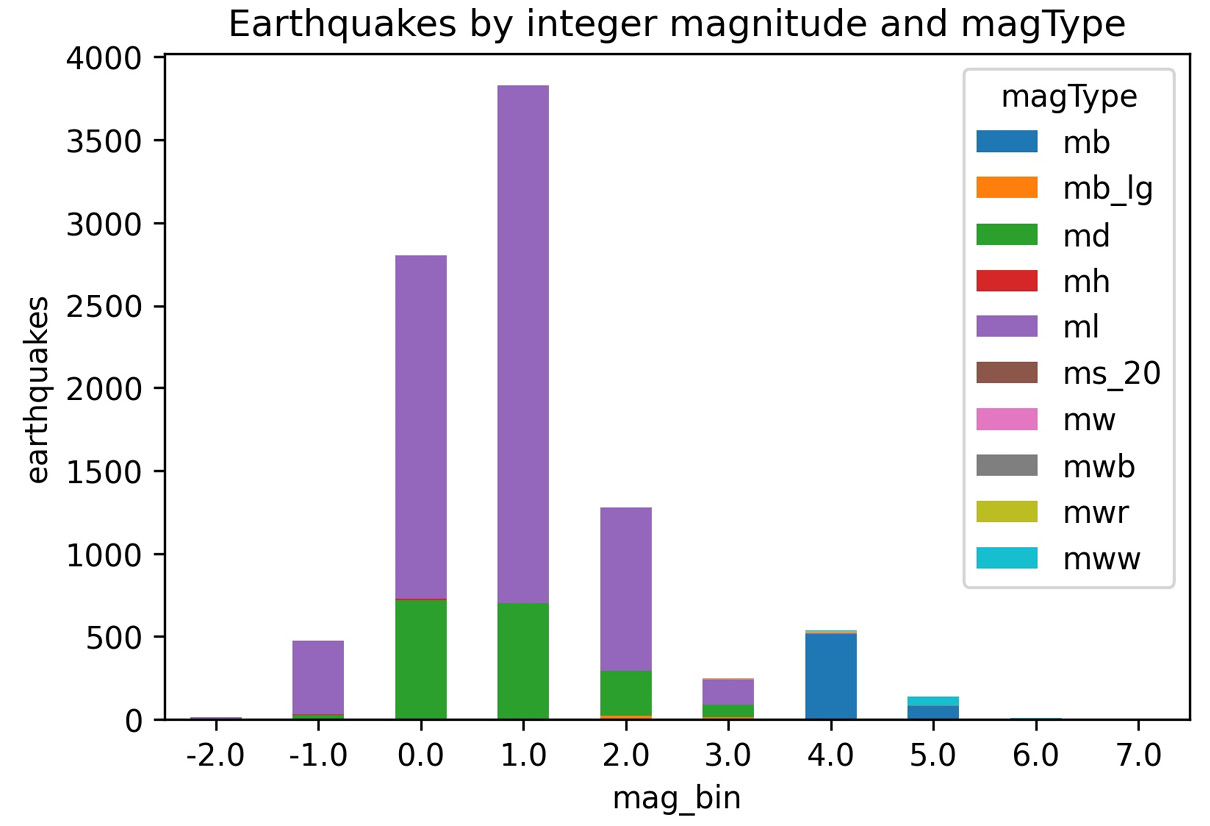 Earthquakes by integer magnitude and magType
4000
3500
3000
2500
2000
1500
1000
500
0
earthquakes
-2.0 -1.0 0.0 1.0 2.0 3.0 4.0 5.0 6.0 7.0
mag_bin
magType
mb
mb_lg
md
mh
ml
ms_20
mw
mwb
mwr
mww